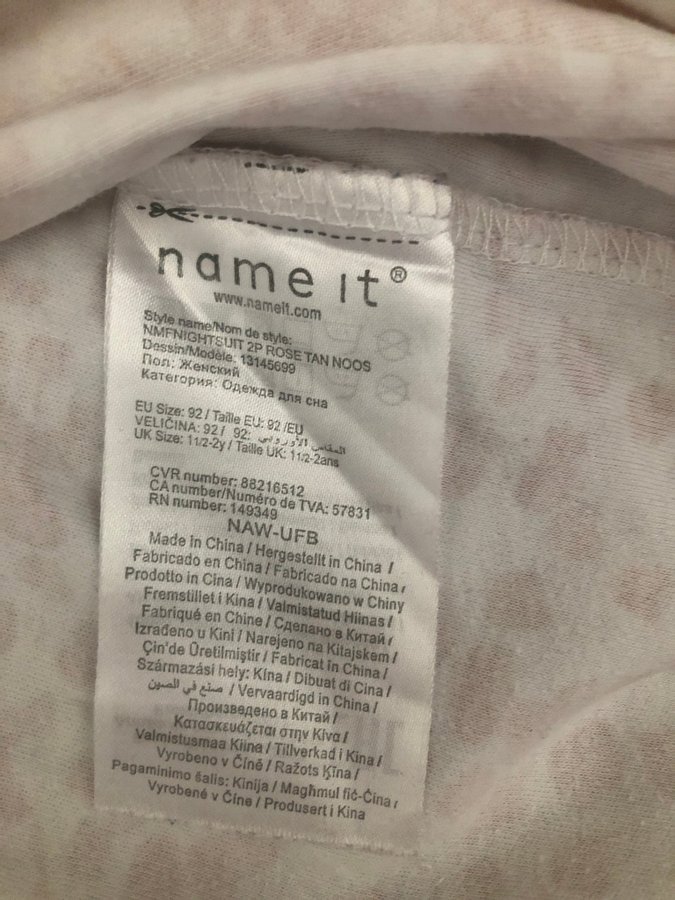 name it®
www.nameit.com
Style name/Nom de style:
NMFNIGHTSUIT 2P ROSE TAN NOOS
Dessin/Modèle: 13145699
Пол: Женский
Категория: Одежда для сна
EU Size: 92 / Taille EU: 92 /EU
VELIČINA: 92 / 92: المقاس الأوروبي
UK Size: 11/2-2y / Taille UK: 11/2-2ans
CVR number: 88216512
CA number/Numéro de TVA: 57831
RN number: 149349
NAW-UFB
Made in China / Hergestellt in China /
Fabricado en China / Fabricado na China /
Prodotto in Cina / Wyprodukowano w Chiny
Fremstillet i Kina / Valmistatud Hiinas /
Fabriqué en Chine / Сделано в Китай /
Izrađeno u Kini / Narejeno na Kitajskem /
Çin'de Üretilmiştir / Fabricat in China /
Származási hely: Kína / Dibuat di Cina /
صنع في الصين / Vervaardigd in China /
Произведено в Китай /
Κατασκευάζεται στην Κίνα /
Valmistusmaa Kiina / Tillverkad i Kina /
Vyrobeno v Číně / Ražots Ķīna /
Pagaminimo šalis: Kinija / Magħmul fiċ-Ċina /
Vyrobené v Číne / Produsert i Kina